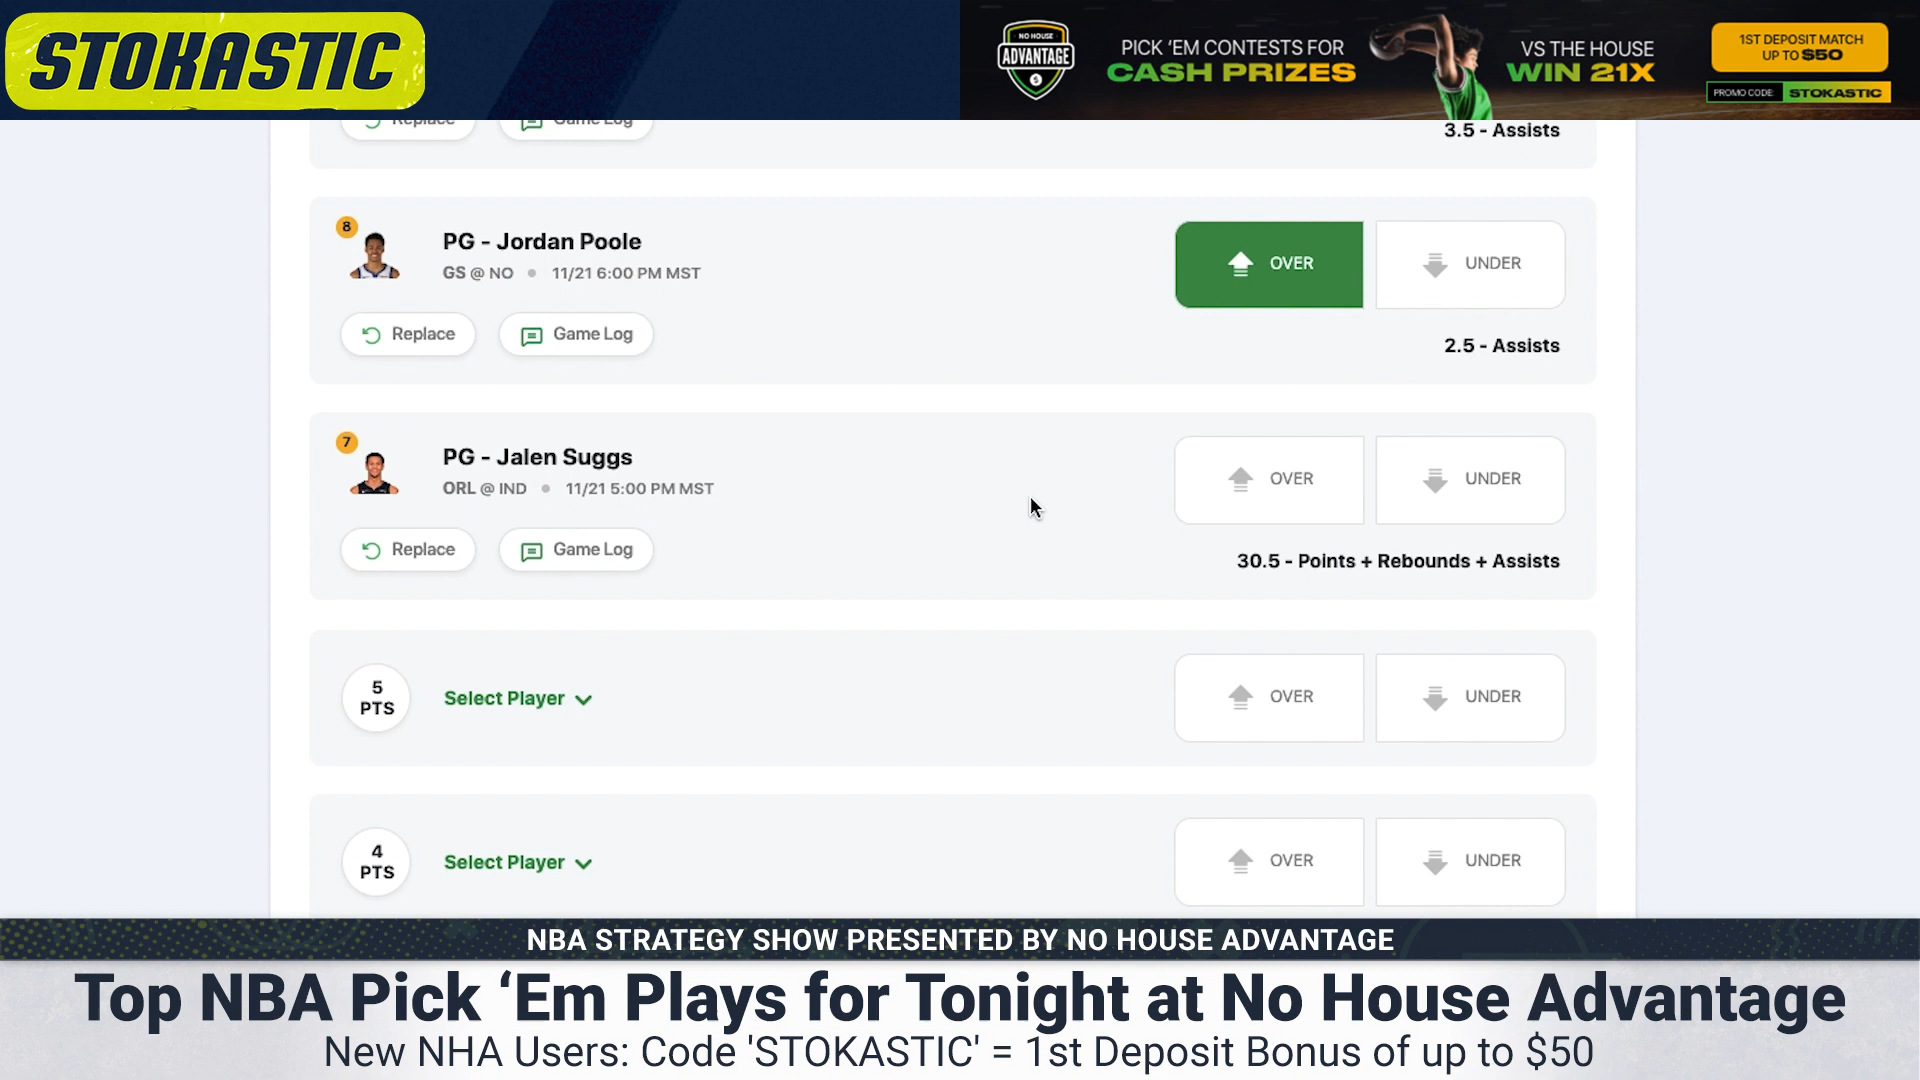 STOKASTIC
NO HOUSE
ADVANTAGE
PICK 'EM CONTESTS FOR
CASH PRIZES
VS THE HOUSE
WIN 21X
1ST DEPOSIT MATCH
UP TO $50
PROMO CODE: STOKASTIC
Replace
Game Log
3.5 - Assists
8
PG - Jordan Poole
GS @ NO
11/21 6:00 PM MST
OVER
UNDER
Replace
Game Log
2.5 - Assists
7
PG - Jalen Suggs
ORL @ IND
11/21 5:00 PM MST
OVER
UNDER
Replace
Game Log
30.5 - Points + Rebounds + Assists
5
PTS
Select Player
OVER
UNDER
4
PTS
Select Player
OVER
UNDER
NBA STRATEGY SHOW PRESENTED BY NO HOUSE ADVANTAGE
Top NBA Pick ‘Em Plays for Tonight at No House Advantage
New NHA Users: Code 'STOKASTIC' = 1st Deposit Bonus of up to $50